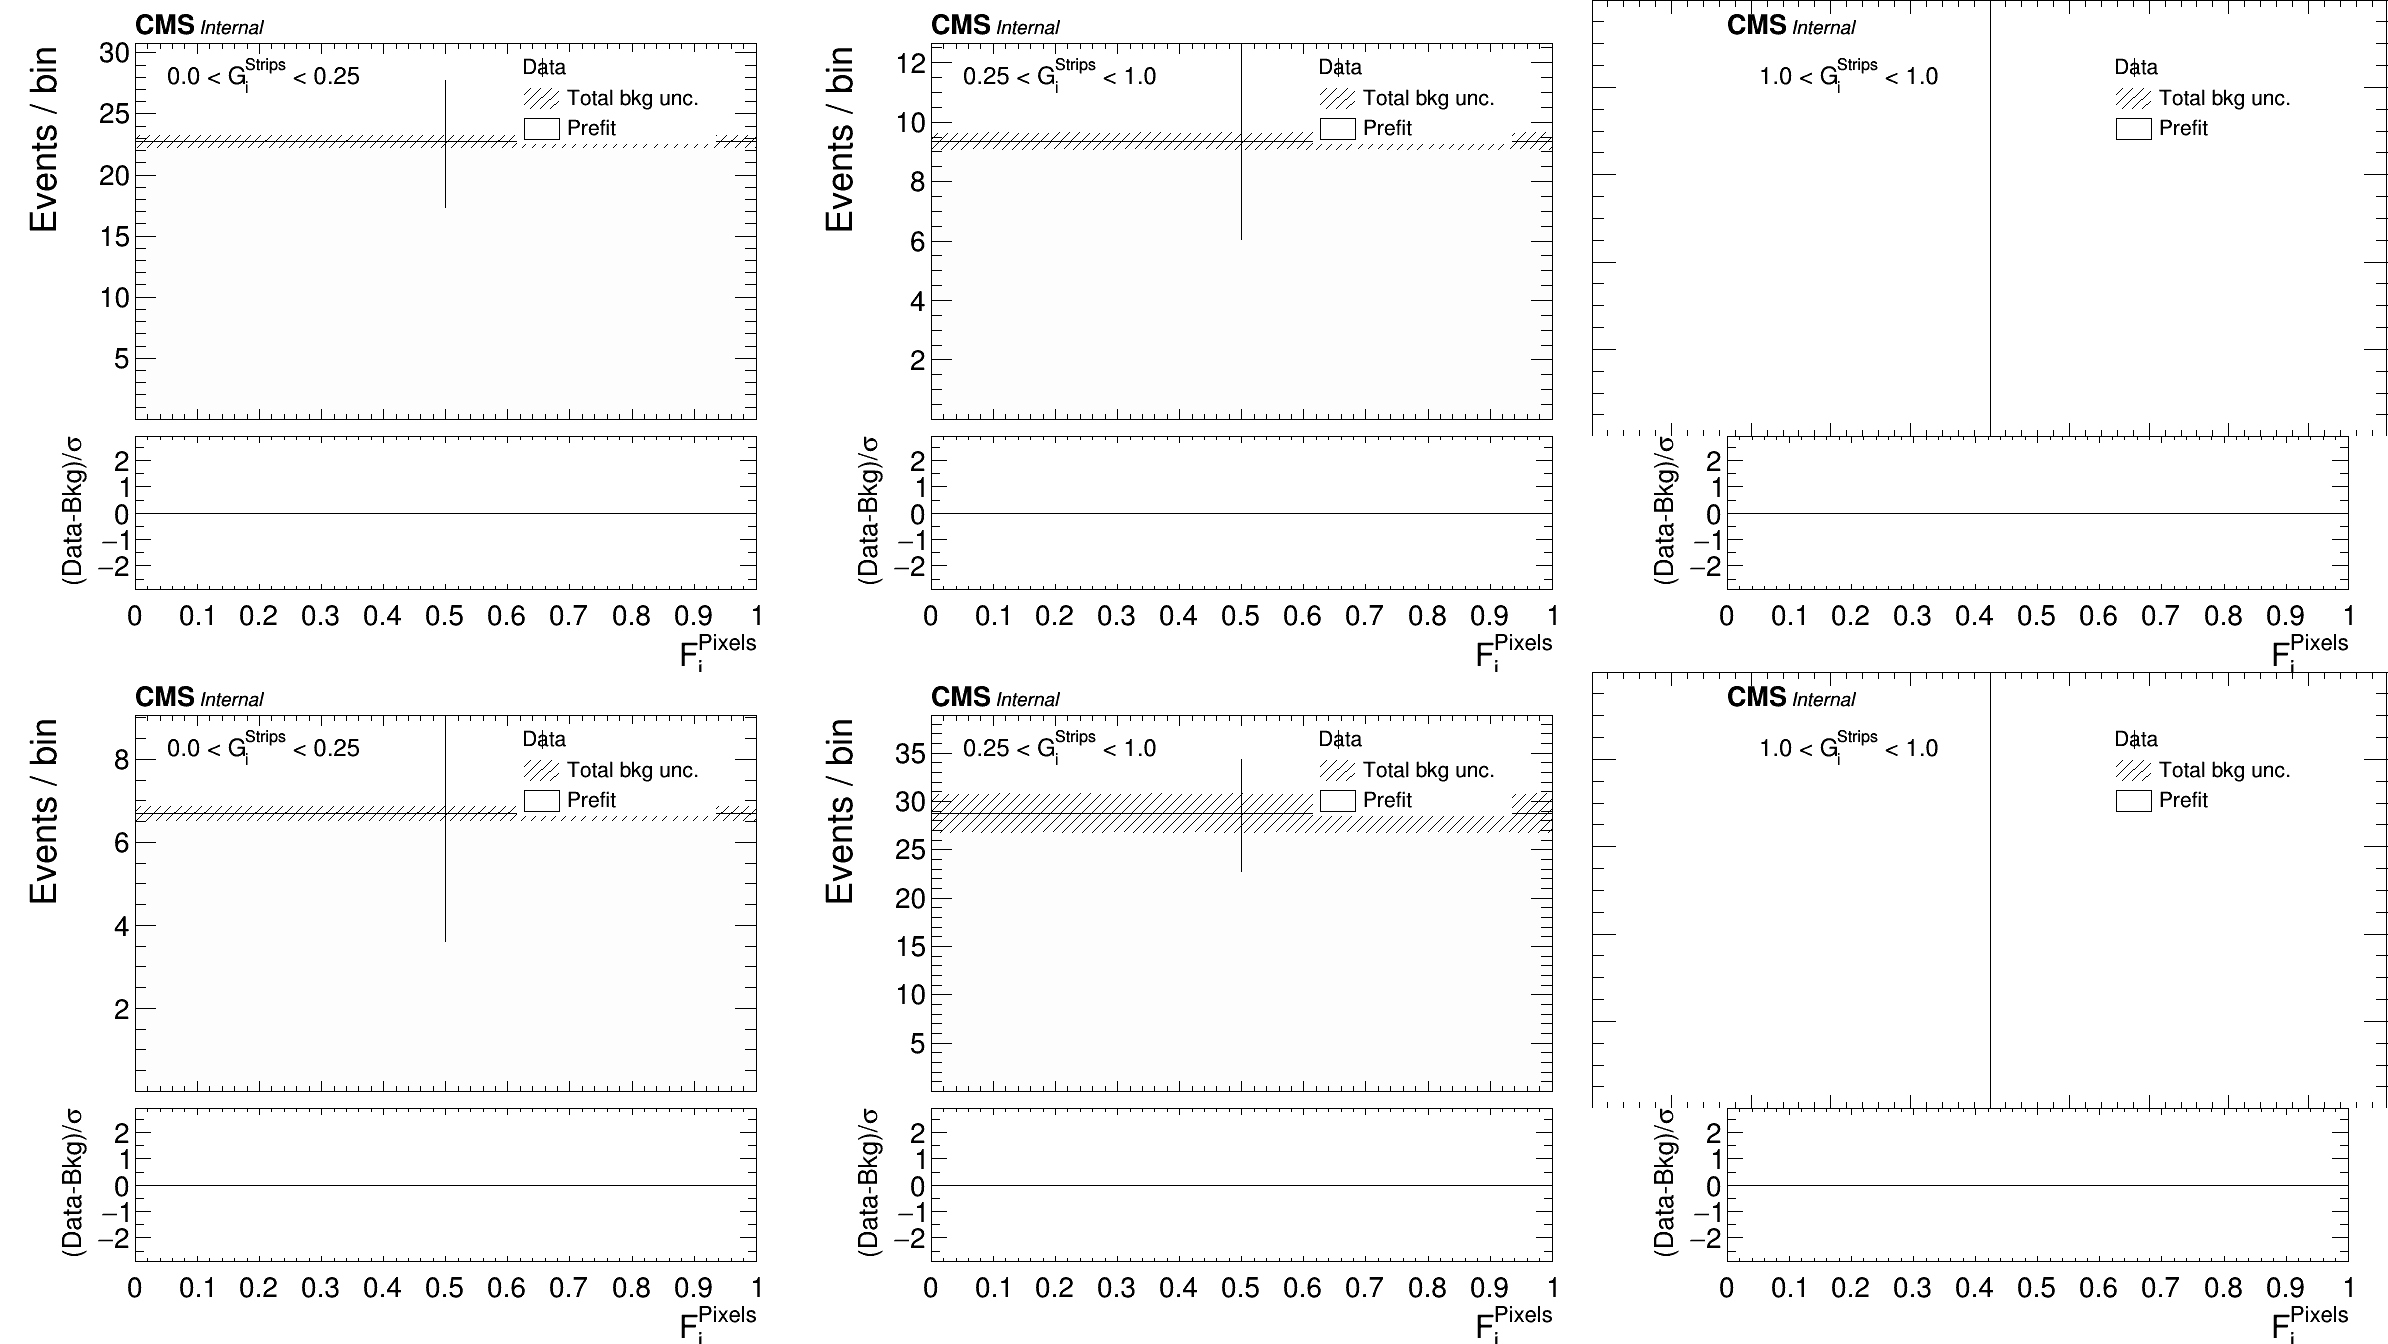 CMS Internal
Events / bin
30
25
20
15
10
5
0.0 < G_i^Strips < 0.25
Data
Total bkg unc.
Prefit
(Data-Bkg)/σ
2
1
0
−1
−2
0 0.1 0.2 0.3 0.4 0.5 0.6 0.7 0.8 0.9 1
F_i^Pixels
CMS Internal
Events / bin
12
10
8
6
4
2
0.25 < G_i^Strips < 1.0
Data
Total bkg unc.
Prefit
(Data-Bkg)/σ
2
1
0
−1
−2
0 0.1 0.2 0.3 0.4 0.5 0.6 0.7 0.8 0.9 1
F_i^Pixels
CMS Internal
1.0 < G_i^Strips < 1.0
Data
Total bkg unc.
Prefit
(Data-Bkg)/σ
2
1
0
−1
−2
0 0.1 0.2 0.3 0.4 0.5 0.6 0.7 0.8 0.9 1
F_i^Pixels
CMS Internal
Events / bin
8
6
4
2
0.0 < G_i^Strips < 0.25
Data
Total bkg unc.
Prefit
(Data-Bkg)/σ
2
1
0
−1
−2
0 0.1 0.2 0.3 0.4 0.5 0.6 0.7 0.8 0.9 1
F_i^Pixels
CMS Internal
Events / bin
35
30
25
20
15
10
5
0.25 < G_i^Strips < 1.0
Data
Total bkg unc.
Prefit
(Data-Bkg)/σ
2
1
0
−1
−2
0 0.1 0.2 0.3 0.4 0.5 0.6 0.7 0.8 0.9 1
F_i^Pixels
CMS Internal
1.0 < G_i^Strips < 1.0
Data
Total bkg unc.
Prefit
(Data-Bkg)/σ
2
1
0
−1
−2
0 0.1 0.2 0.3 0.4 0.5 0.6 0.7 0.8 0.9 1
F_i^Pixels